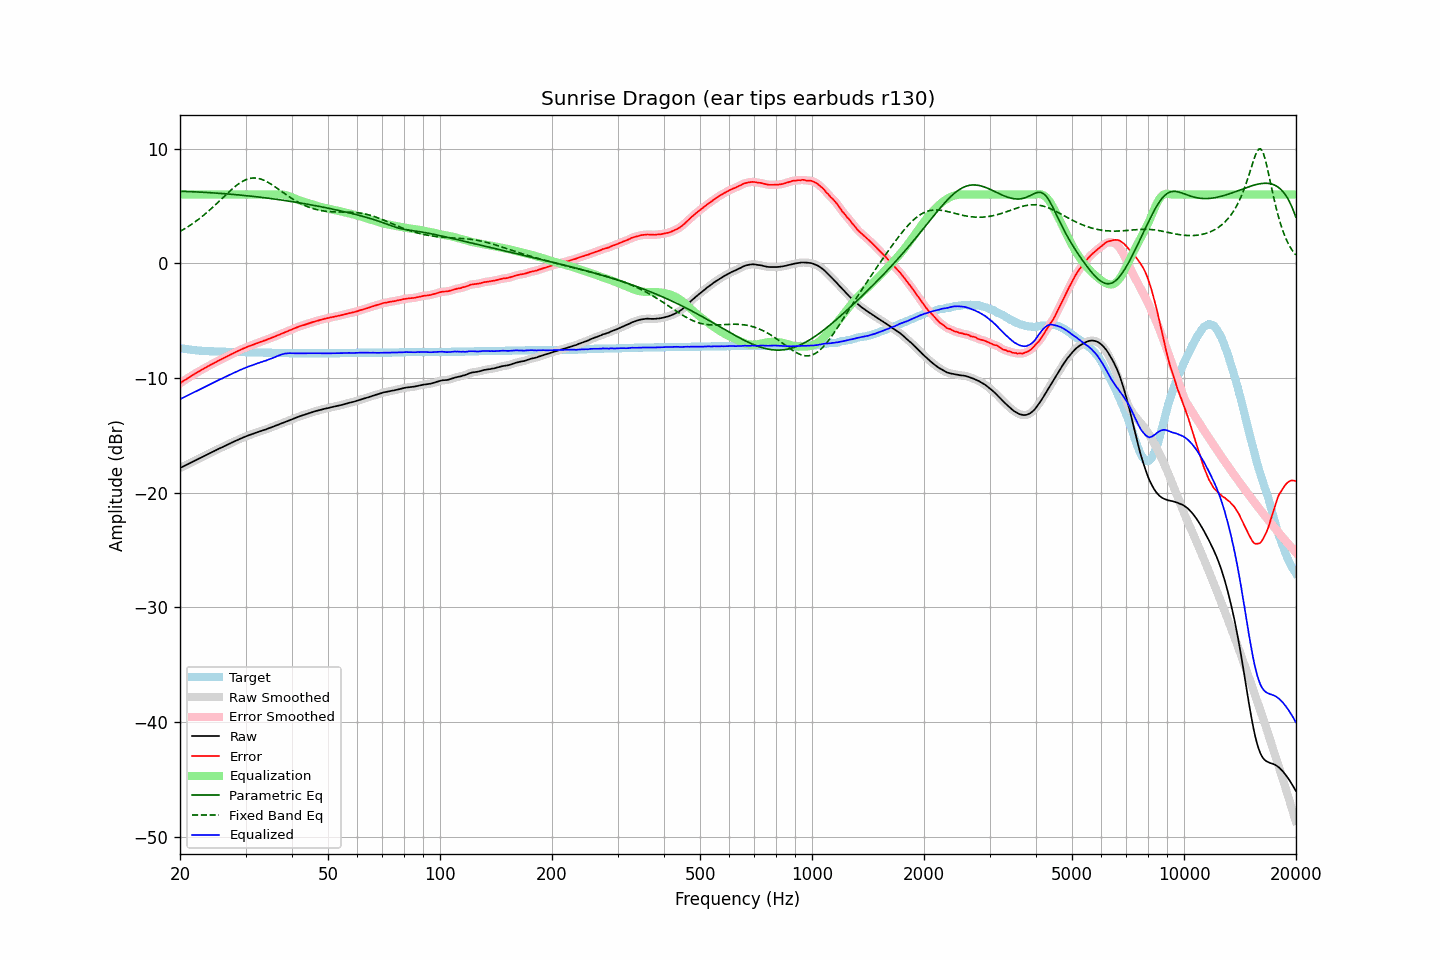 Sunrise Dragon (ear tips earbuds r130)
10
0
−10
−20
−30
−40
−50
Amplitude (dBr)
Target
Raw Smoothed
Error Smoothed
Raw
Error
Equalization
Parametric Eq
Fixed Band Eq
Equalized
20 50 100 200 500 1000 2000 5000 10000 20000
Frequency (Hz)